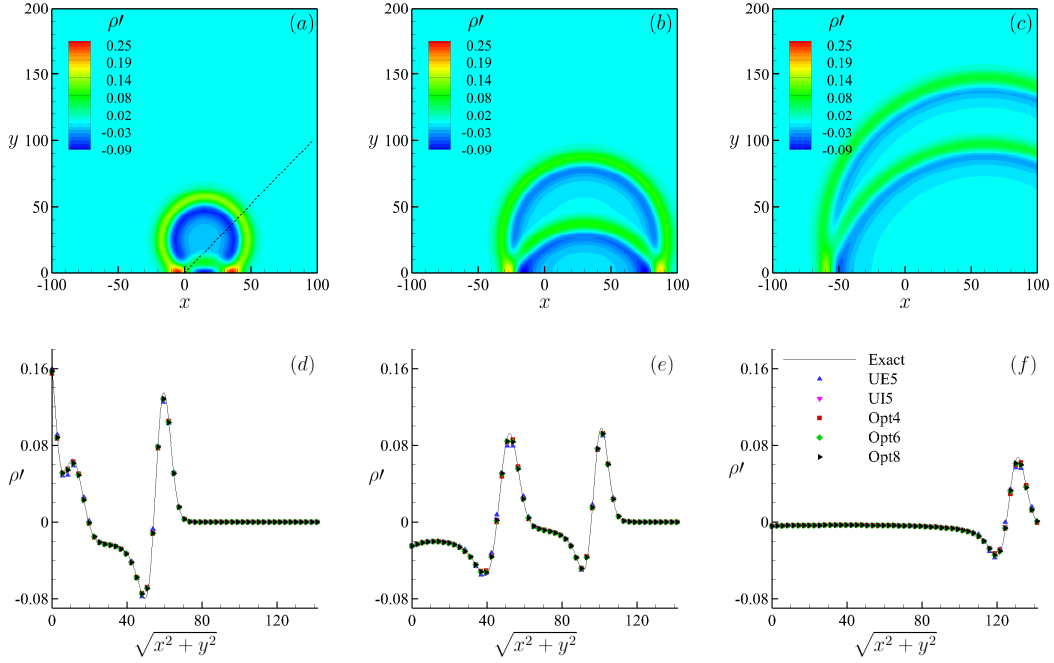 200
ρ′
(a)
0.25
0.19
0.14
0.08
0.02
-0.03
-0.09
150
y
100
50
0
-100
-50
0
50
100
x
200
ρ′
(b)
0.25
0.19
0.14
0.08
0.02
-0.03
-0.09
150
y
100
50
0
-100
-50
0
50
100
x
200
ρ′
(c)
0.25
0.19
0.14
0.08
0.02
-0.03
-0.09
150
y
100
50
0
-100
-50
0
50
100
x
(d)
0.16
0.08
ρ′
0
-0.08
0
40
80
120
√x² + y²
(e)
0.16
0.08
ρ′
0
-0.08
0
40
80
120
√x² + y²
(f)
0.16
Exact
UE5
UI5
Opt4
Opt6
Opt8
0.08
ρ′
0
-0.08
0
40
80
120
√x² + y²